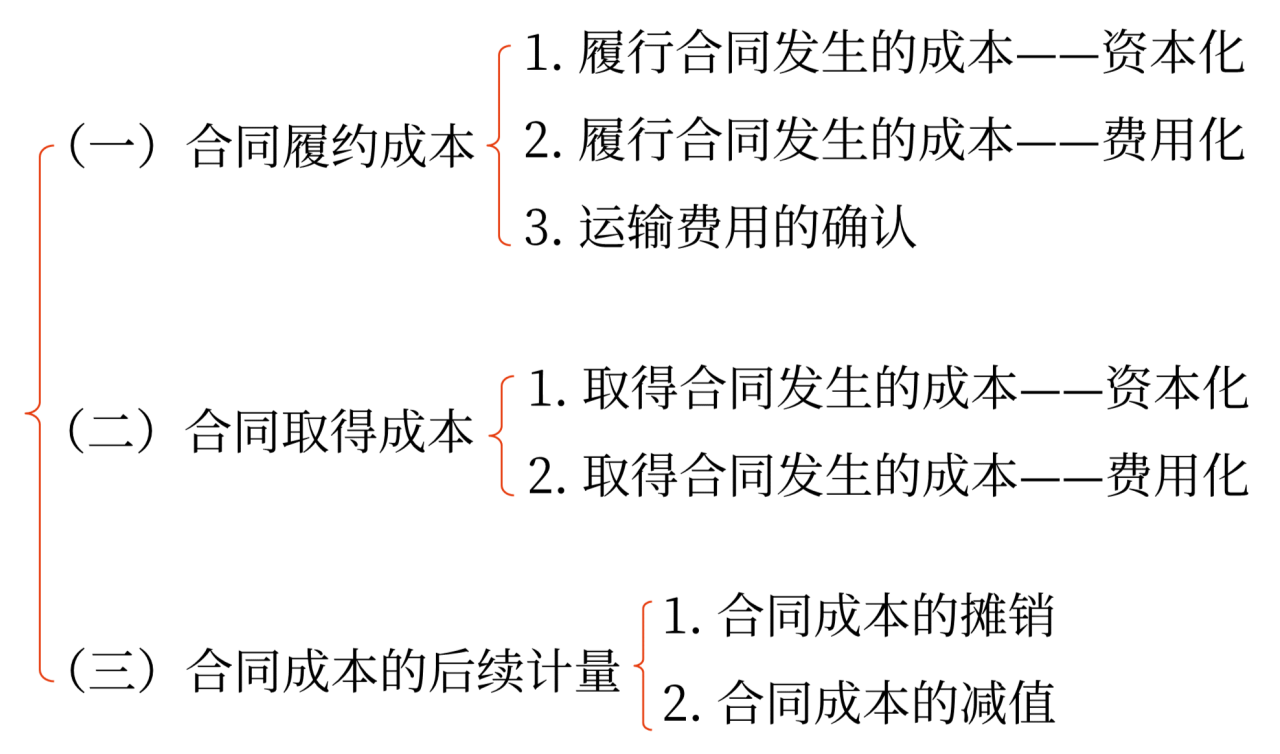 （一）合同履约成本
1. 履行合同发生的成本——资本化
2. 履行合同发生的成本——费用化
3. 运输费用的确认
（二）合同取得成本
1. 取得合同发生的成本——资本化
2. 取得合同发生的成本——费用化
（三）合同成本的后续计量
1. 合同成本的摊销
2. 合同成本的减值